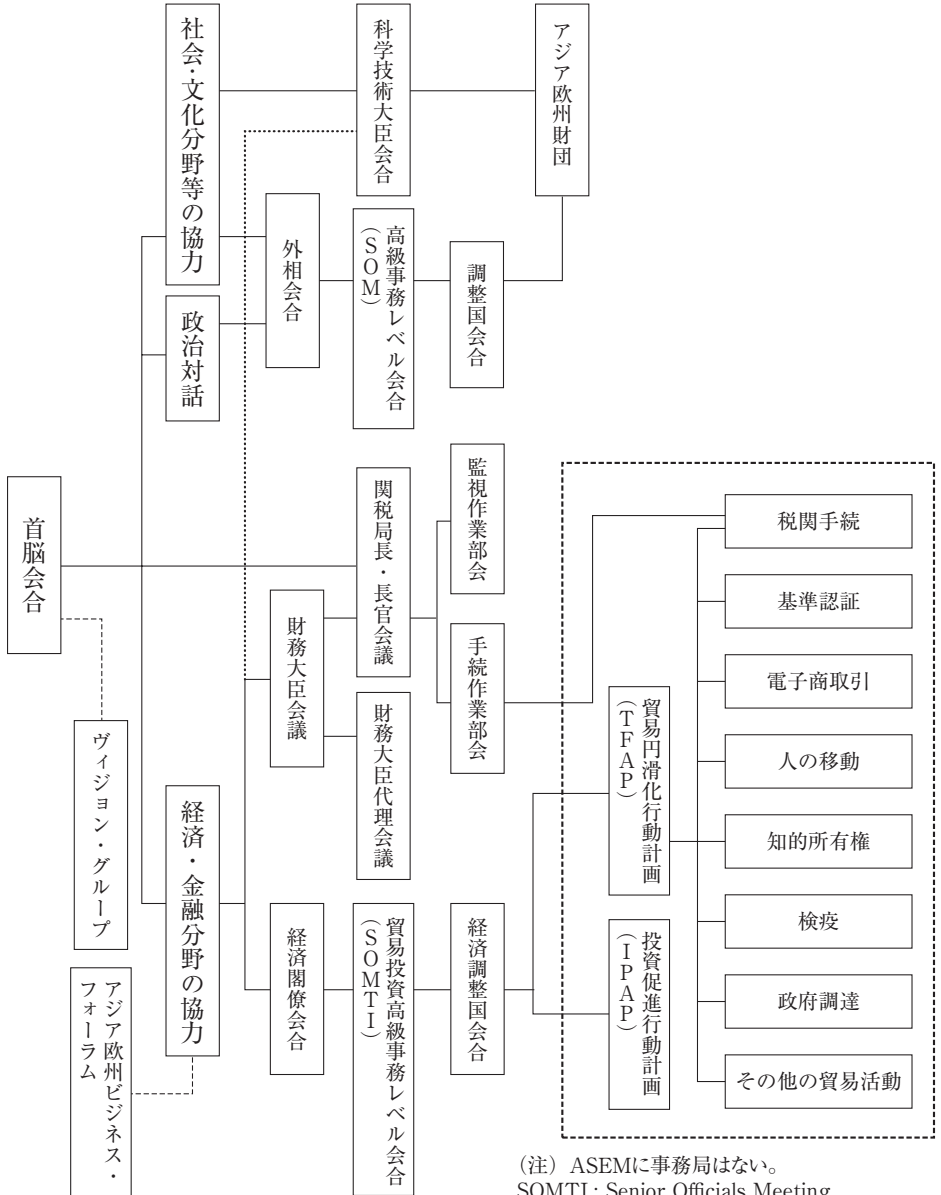 社会・文化分野等の協力
科学技術大臣会合
アジア欧州財団
外相会合
高級事務レベル会合
(SOM)
調整国会合
政治対話
首脳会合
ヴィジョン・グループ
関税局長・長官会議
監視作業部会
手続作業部会
財務大臣会議
財務大臣代理会議
経済・金融分野の協力
アジア欧州ビジネス・
フォーラム
経済閣僚会合
貿易投資高級事務レベル会合
(SOMTI)
経済調整国会合
貿易円滑化行動計画
(TFAP)
投資促進行動計画
(IPAP)
税関手続
基準認証
電子商取引
人の移動
知的所有権
検疫
政府調達
その他の貿易活動
(注) ASEMに事務局はない。
SOMTI : Senior Officials Meeting